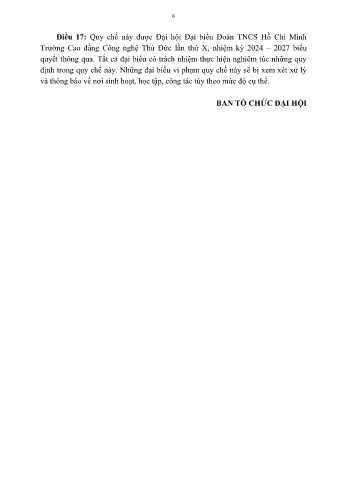 8
Điều 17: Quy chế này được Đại hội Đại biểu Đoàn TNCS Hồ Chí Minh
Trường Cao đẳng Công nghệ Thủ Đức lần thứ X, nhiệm kỳ 2024 – 2027 biểu
quyết thông qua. Tất cả đại biểu có trách nhiệm thực hiện nghiêm túc những quy
định trong quy chế này. Những đại biểu vi phạm quy chế này sẽ bị xem xét xử lý
và thông báo về nơi sinh hoạt, học tập, công tác tùy theo mức độ cụ thể.
BAN TỔ CHỨC ĐẠI HỘI